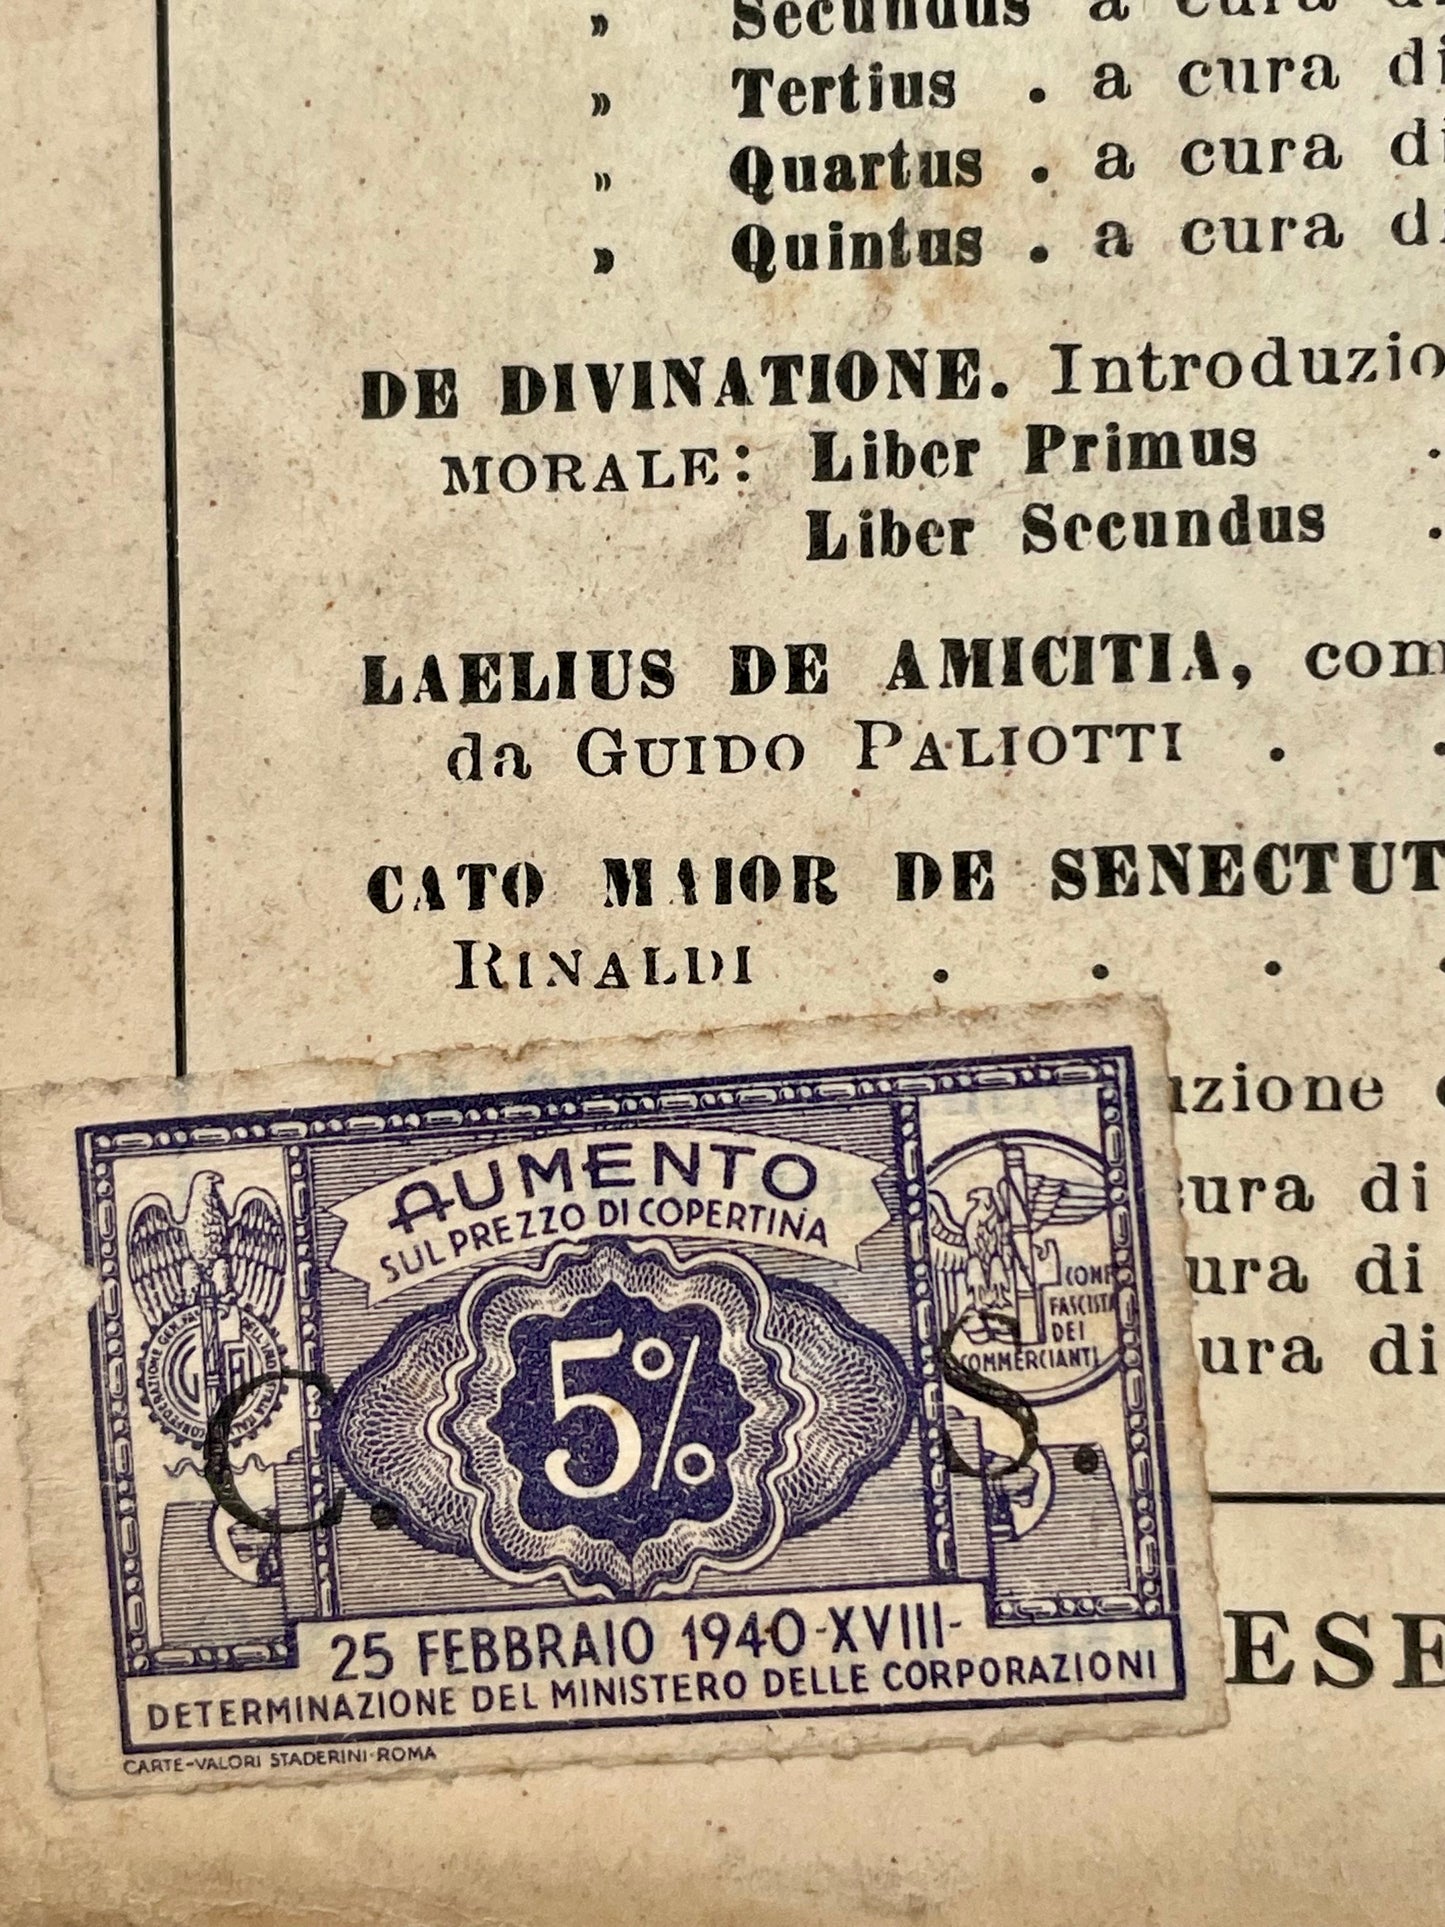 » Secundus a cura di
» Tertius . a cura di
» Quartus . a cura di
» Quintus . a cura di
DE DIVINATIONE. Introduzio
MORALE: Liber Primus .
Liber Secundus .
LAELIUS DE AMICITIA, com
da GUIDO PALIOTTI . .
CATO MAIOR DE SENECTUT
RINALDI . . . .
uzione
cura di
ura di
ura di
AUMENTO
SUL PREZZO DI COPERTINA
5%
CONF
FASCISTA
DEI
COMMERCIANTI
C. S.
25 FEBBRAIO 1940-XVIII-
DETERMINAZIONE DEL MINISTERO DELLE CORPORAZIONI
CARTE-VALORI STADERINI-ROMA
ESE